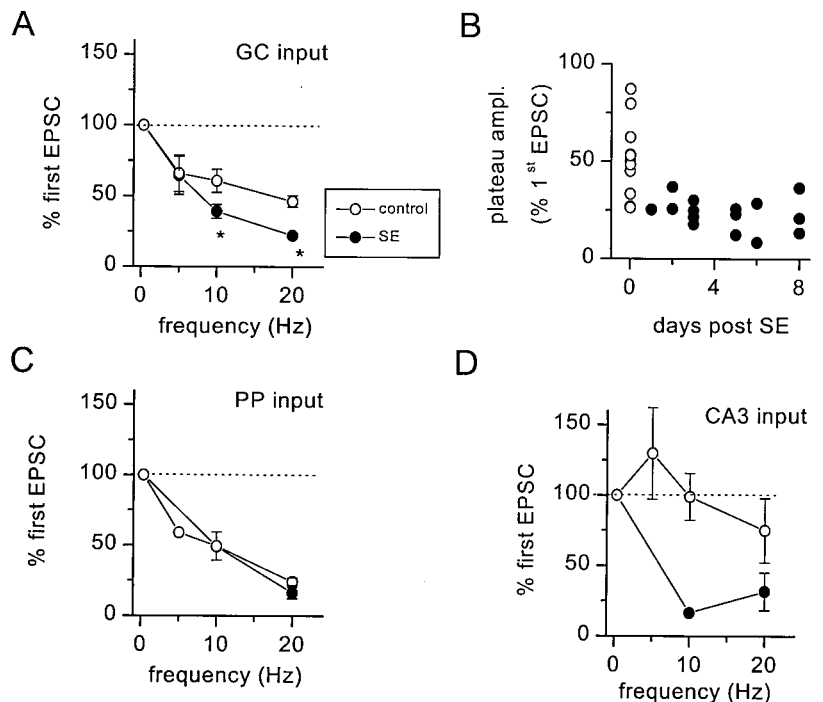 A
GC input
150
100
50
0
% first EPSC
0 10 20
frequency (Hz)
*
*
control
SE
B
100
50
0
plateau ampl.
(% 1 st EPSC)
0 4 8
days post SE
C
PP input
150
100
50
0
% first EPSC
0 10 20
frequency (Hz)
D
CA3 input
150
100
50
0
% first EPSC
0 10 20
frequency (Hz)